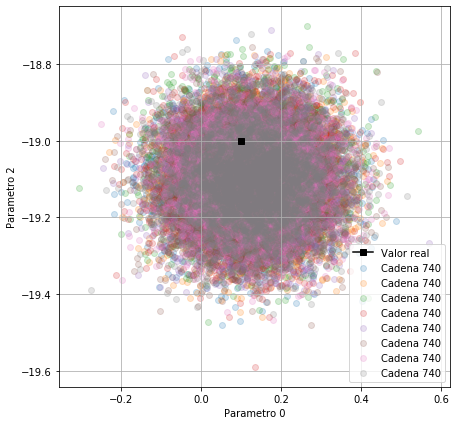 −18.8
−19.0
−19.2
−19.4
−19.6
Parametro 2
−0.2
0.0
0.2
0.4
0.6
Parametro 0
Valor real
Cadena 740
Cadena 740
Cadena 740
Cadena 740
Cadena 740
Cadena 740
Cadena 740
Cadena 740